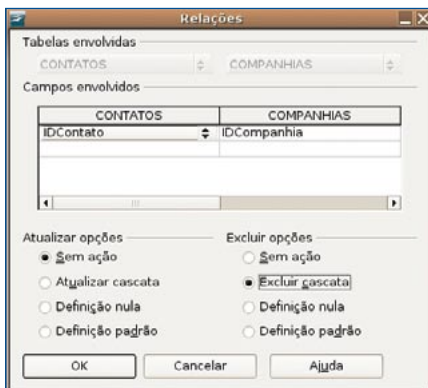 Relações
Tabelas envolvidas
CONTATOS COMPANHIAS
Campos envolvidos
CONTATOS COMPANHIAS
IDContato IDCompanhia
Atualizar opções Excluir opções
Sem ação Sem ação
Atualizar cascata Excluir cascata
Definição nula Definição nula
Definição padrão Definição padrão
OK Cancelar Ajuda